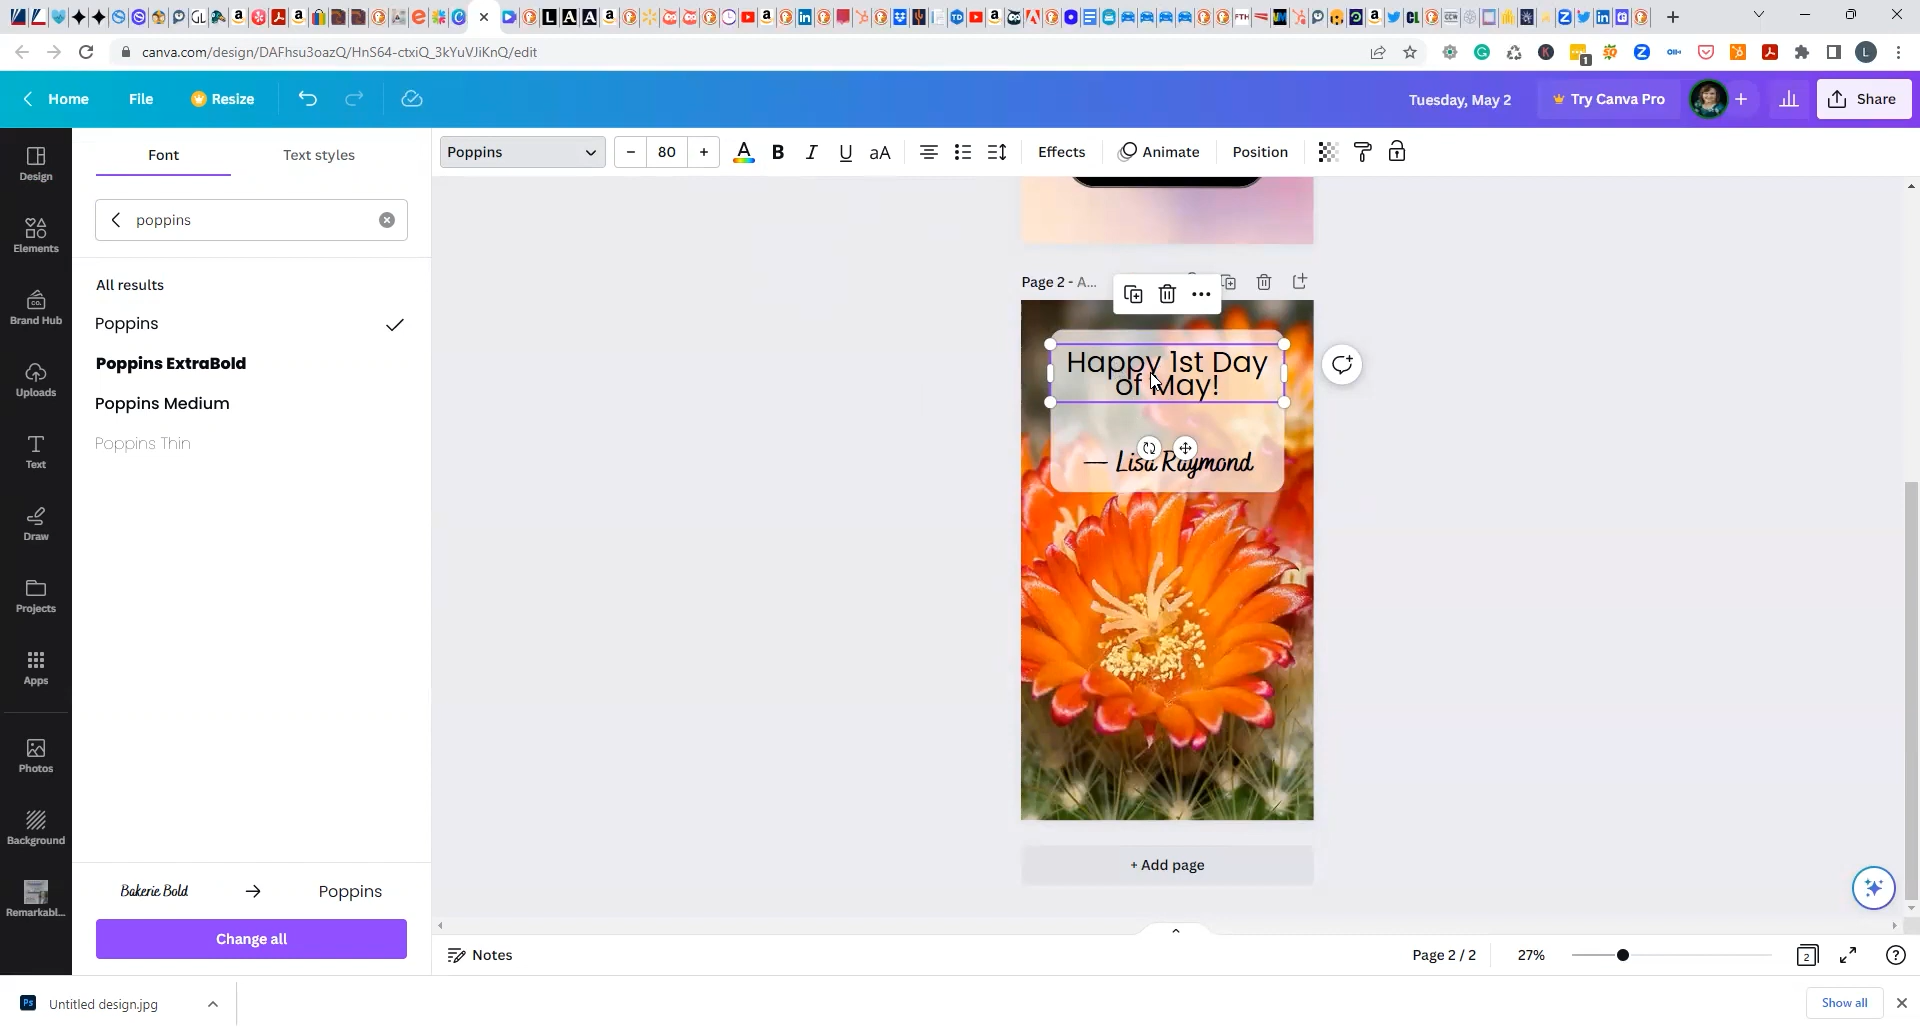 canva.com/design/DAFhsu3oazQ/HnS64-ctxiQ_3kYuVJiKnQ/edit
Home
File
Resize
Tuesday, May 2
Try Canva Pro
Share
Design
Elements
Brand Hub
Uploads
Text
Draw
Projects
Apps
Photos
Background
Remarkabl...
Font
Text styles
poppins
All results
Poppins
Poppins ExtraBold
Poppins Medium
Poppins Thin
Bakerie Bold → Poppins
Change all
Poppins
80
B
I
U
aA
Effects
Animate
Position
Page 2 - A...
Happy 1st Day
of May!
— Lisa Raymond
+ Add page
Notes
Page 2 / 2
27%
2
Untitled design.jpg
Show all